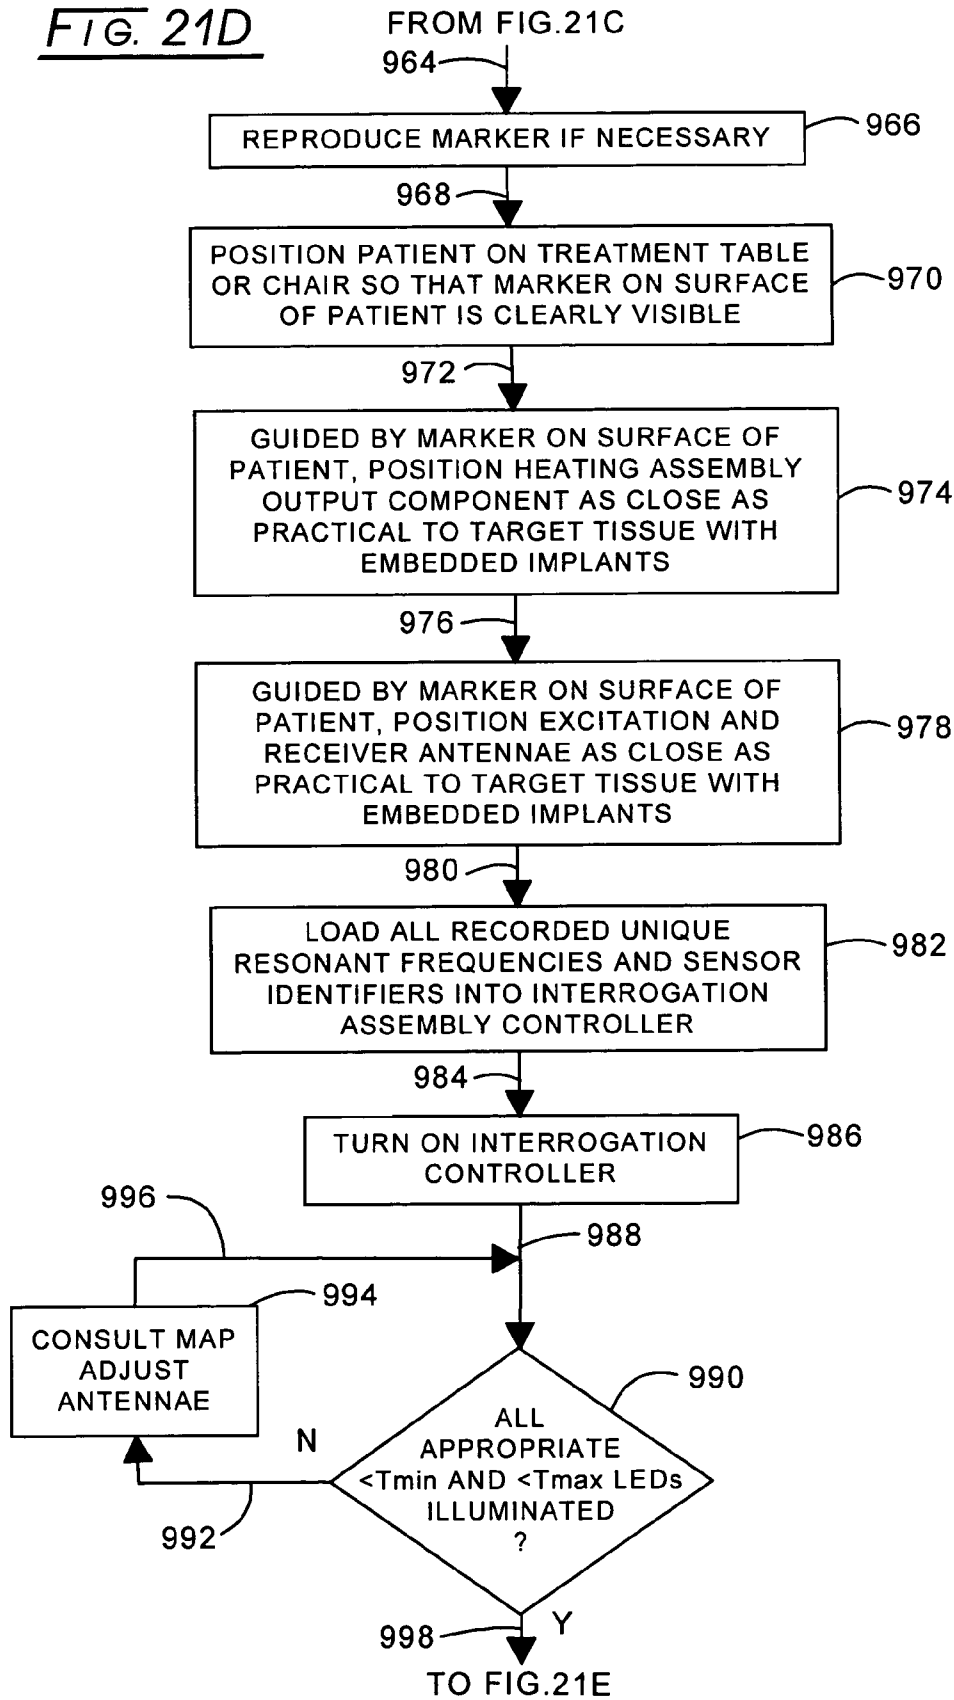 FIG. 21D
FROM FIG.21C
964
REPRODUCE MARKER IF NECESSARY
966
968
POSITION PATIENT ON TREATMENT TABLE
OR CHAIR SO THAT MARKER ON SURFACE
OF PATIENT IS CLEARLY VISIBLE
970
972
GUIDED BY MARKER ON SURFACE OF
PATIENT, POSITION HEATING ASSEMBLY
OUTPUT COMPONENT AS CLOSE AS
PRACTICAL TO TARGET TISSUE WITH
EMBEDDED IMPLANTS
974
976
GUIDED BY MARKER ON SURFACE OF
PATIENT, POSITION EXCITATION AND
RECEIVER ANTENNAE AS CLOSE AS
PRACTICAL TO TARGET TISSUE WITH
EMBEDDED IMPLANTS
978
980
LOAD ALL RECORDED UNIQUE
RESONANT FREQUENCIES AND SENSOR
IDENTIFIERS INTO INTERROGATION
ASSEMBLY CONTROLLER
982
984
TURN ON INTERROGATION
CONTROLLER
986
996
988
994
CONSULT MAP
ADJUST
ANTENNAE
990
ALL
APPROPRIATE
<Tmin AND <Tmax LEDs
ILLUMINATED
?
N
992
998
Y
TO FIG.21E